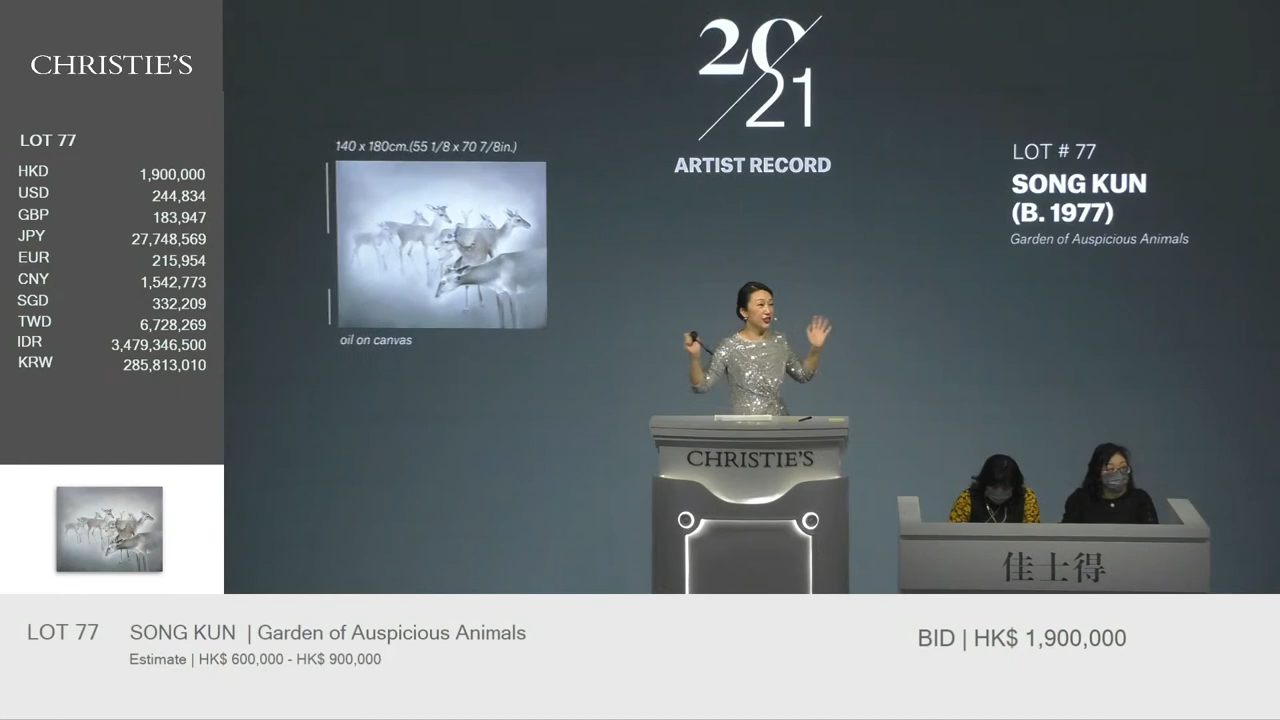 CHRISTIE'S
LOT 77
HKD 1,900,000
USD 244,834
GBP 183,947
JPY 27,748,569
EUR 215,954
CNY 1,542,773
SGD 332,209
TWD 6,728,269
IDR 3,479,346,500
KRW 285,813,010
20/21
ARTIST RECORD
140 x 180cm.(55 1/8 x 70 7/8in.)
oil on canvas
LOT # 77
SONG KUN
(B. 1977)
Garden of Auspicious Animals
CHRISTIE'S
佳士得
LOT 77 SONG KUN | Garden of Auspicious Animals
Estimate | HK$ 600,000 - HK$ 900,000
BID | HK$ 1,900,000